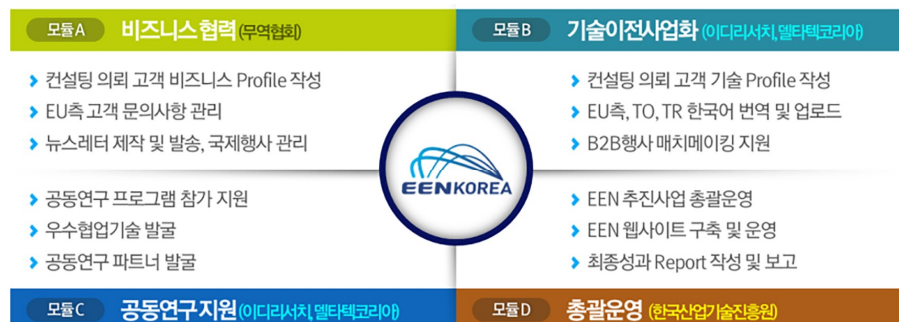 모듈A 비즈니스 협력 (무역협회)
컨설팅 의뢰 고객 비즈니스 Profile 작성
EU측 고객 문의사항 관리
뉴스레터 제작 및 발송, 국제행사 관리
모듈B 기술이전사업화 (이디리서치,델타텍코리아)
컨설팅 의뢰 고객 기술 Profile 작성
EU측, TO, TR 한국어 번역 및 업로드
B2B행사 매치메이킹 지원
EENKOREA
공동연구 프로그램 참가 지원
우수협업기술 발굴
공동연구 파트너 발굴
모듈C 공동연구지원 (이디리서치,델타텍코리아)
EEN 추진사업 총괄운영
EEN 웹사이트 구축 및 운영
최종성과 Report 작성 및 보고
모듈D 총괄운영 (한국산업기술진흥원)